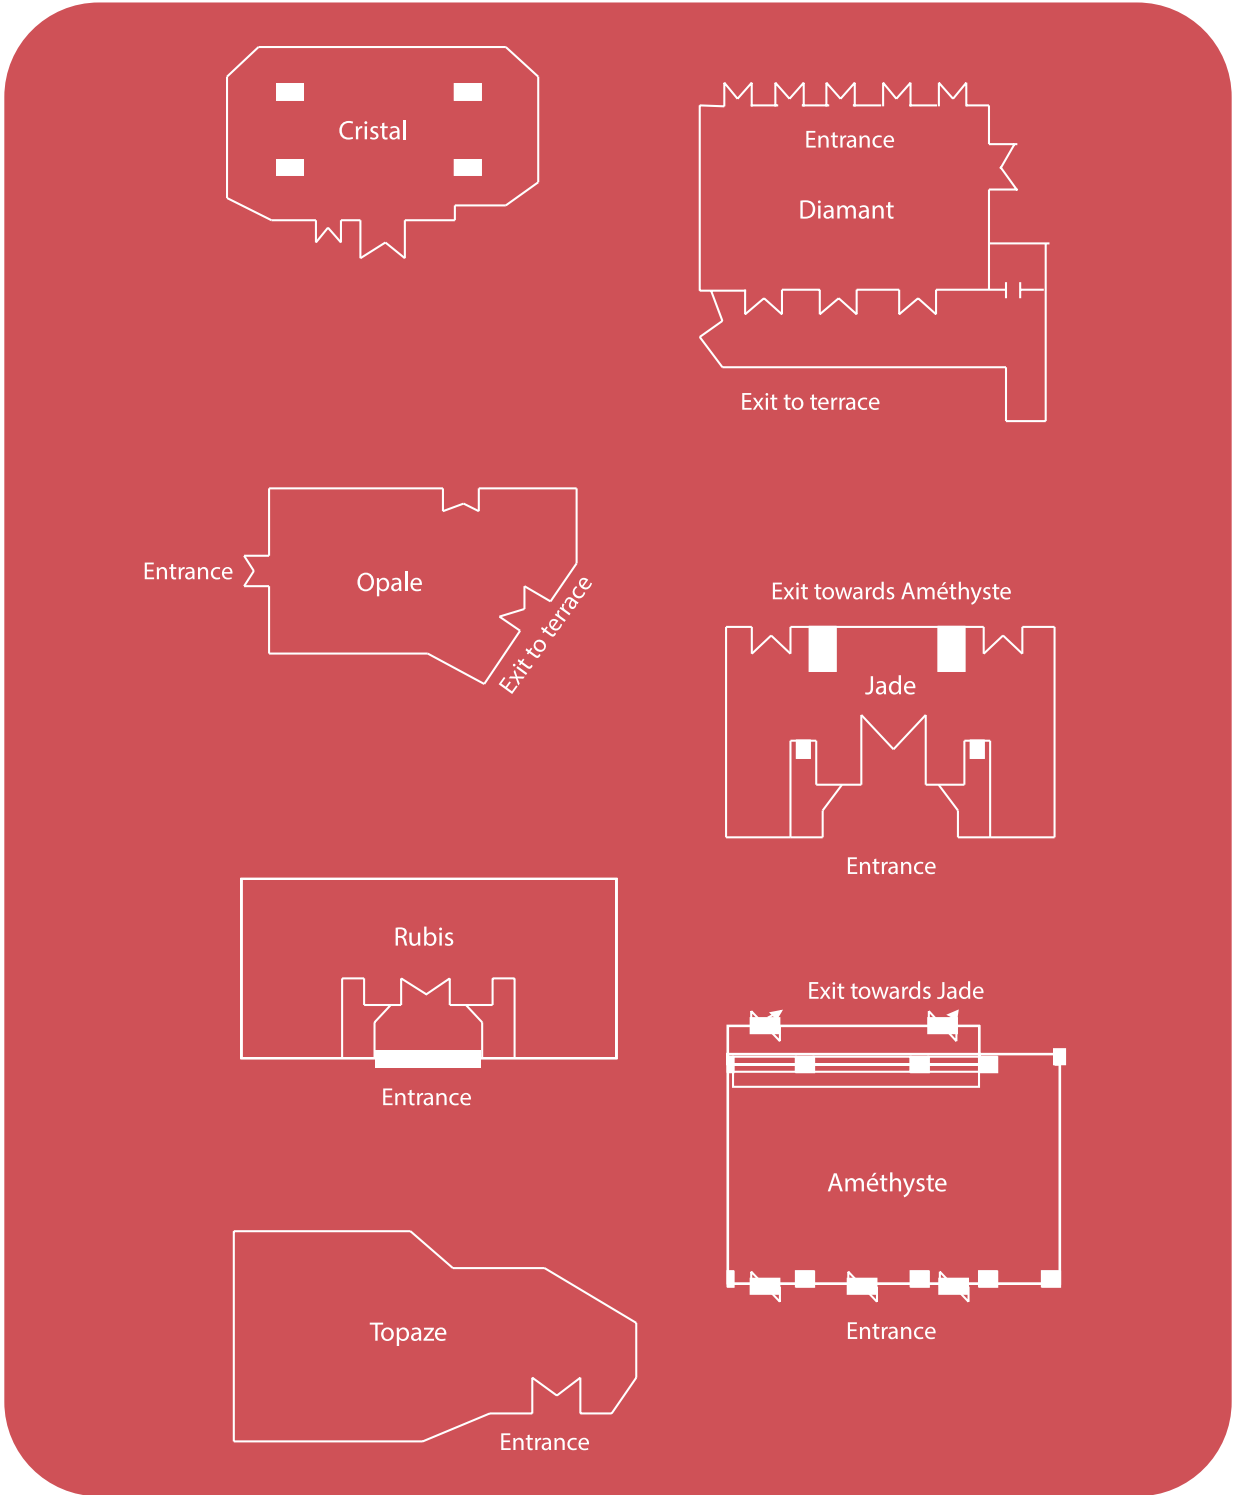 Cristal
Entrance
Diamant
Exit to terrace
Entrance
Opale
Exit to terrace
Exit towards Améthyste
Jade
Entrance
Rubis
Entrance
Exit towards Jade
Améthyste
Entrance
Topaze
Entrance